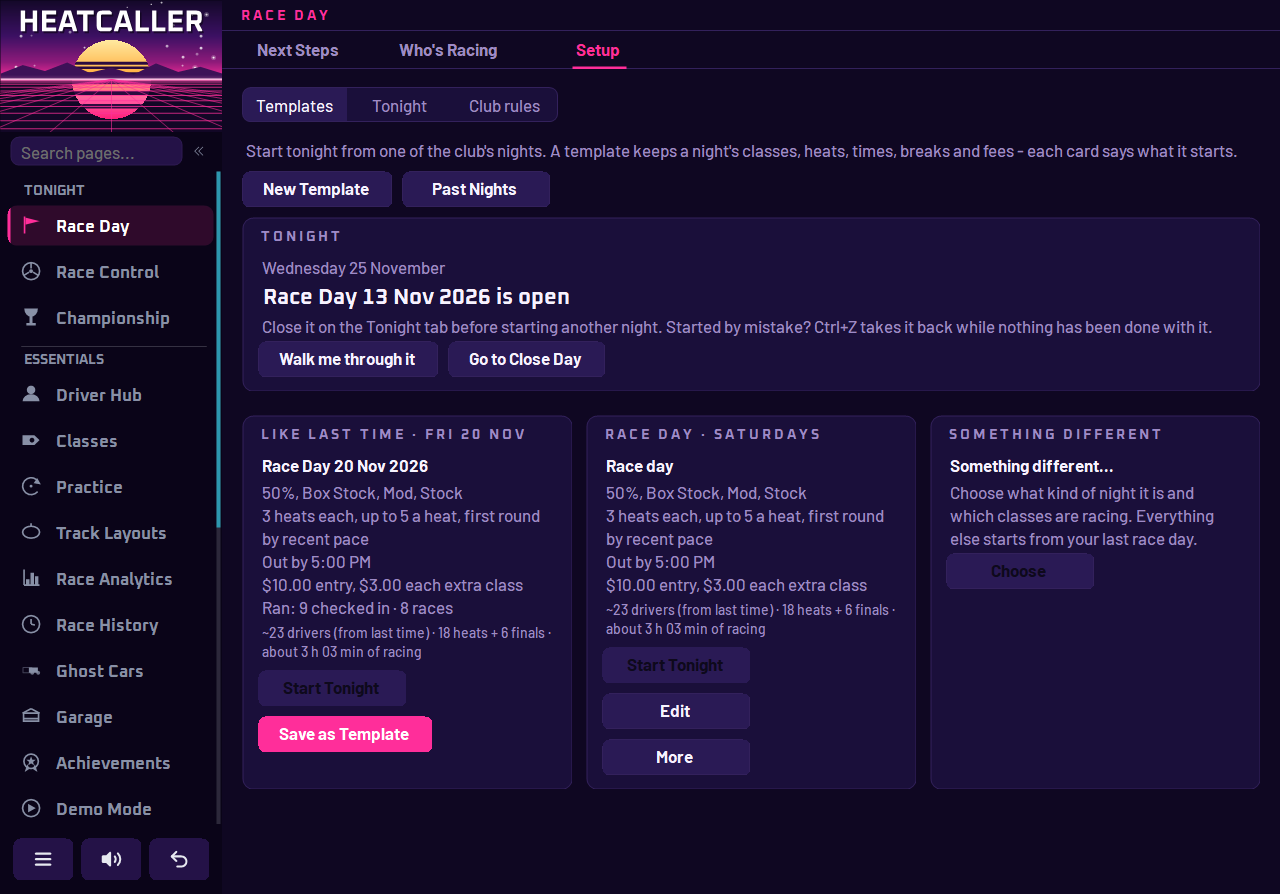 HEATCALLER
Search pages...
TONIGHT
Race Day
Race Control
Championship
ESSENTIALS
Driver Hub
Classes
Practice
Track Layouts
Race Analytics
Race History
Ghost Cars
Garage
Achievements
Demo Mode
RACE DAY
Next Steps
Who's Racing
Setup
Templates
Tonight
Club rules
Start tonight from one of the club's nights. A template keeps a night's classes, heats, times, breaks and fees - each card says what it starts.
New Template
Past Nights
TONIGHT
Wednesday 25 November
Race Day 13 Nov 2026 is open
Close it on the Tonight tab before starting another night. Started by mistake? Ctrl+Z takes it back while nothing has been done with it.
Walk me through it
Go to Close Day
LIKE LAST TIME · FRI 20 NOV
Race Day 20 Nov 2026
50%, Box Stock, Mod, Stock
3 heats each, up to 5 a heat, first round
by recent pace
Out by 5:00 PM
$10.00 entry, $3.00 each extra class
Ran: 9 checked in · 8 races
~23 drivers (from last time) · 18 heats + 6 finals ·
about 3 h 03 min of racing
Start Tonight
Save as Template
RACE DAY · SATURDAYS
Race day
50%, Box Stock, Mod, Stock
3 heats each, up to 5 a heat, first round
by recent pace
Out by 5:00 PM
$10.00 entry, $3.00 each extra class
~23 drivers (from last time) · 18 heats + 6 finals ·
about 3 h 03 min of racing
Start Tonight
Edit
More
SOMETHING DIFFERENT
Something different...
Choose what kind of night it is and
which classes are racing. Everything
else starts from your last race day.
Choose